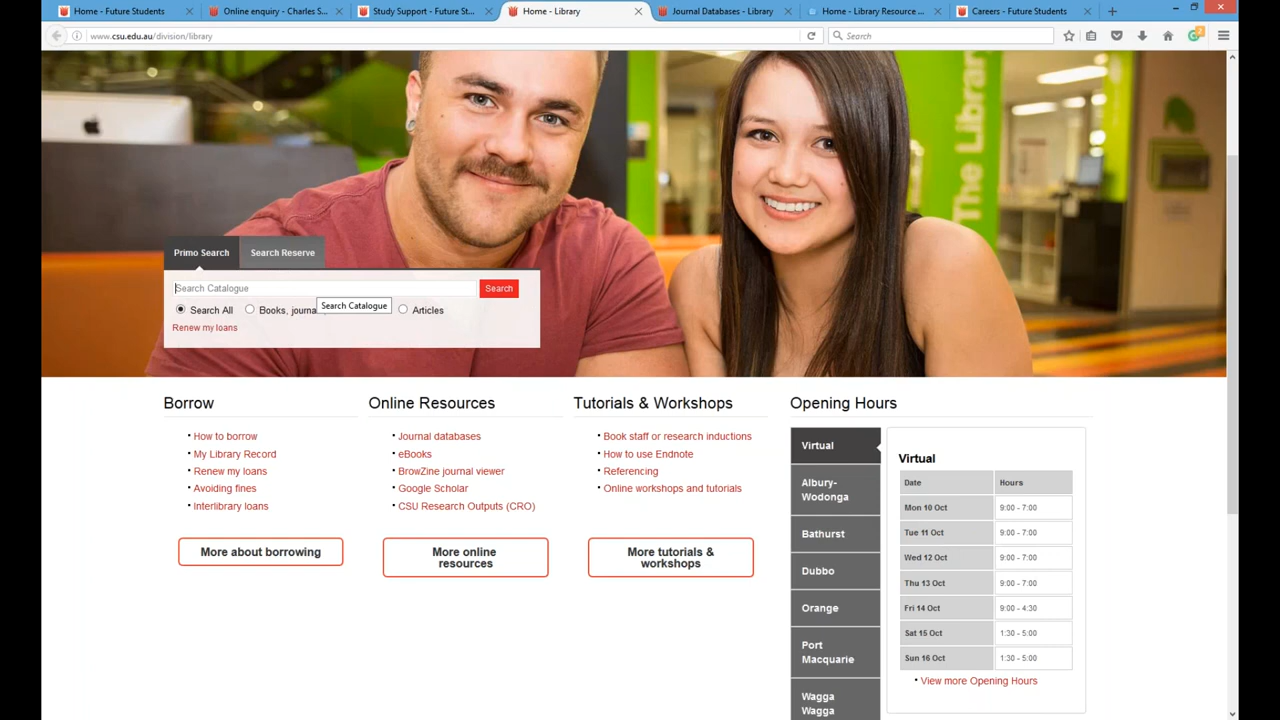 Home - Future Students
Online enquiry - Charles S...
Study Support - Future St...
Home - Library
Journal Databases - Library
Home - Library Resource ...
Careers - Future Students
www.csu.edu.au/division/library
Search
The Library
Primo Search
Search Reserve
Search Catalogue
Search
Search Catalogue
Search All
Books, journa
Articles
Renew my loans
Borrow
How to borrow
My Library Record
Renew my loans
Avoiding fines
Interlibrary loans
More about borrowing
Online Resources
Journal databases
eBooks
BrowZine journal viewer
Google Scholar
CSU Research Outputs (CRO)
More online
resources
Tutorials & Workshops
Book staff or research inductions
How to use Endnote
Referencing
Online workshops and tutorials
More tutorials &
workshops
Opening Hours
Virtual
Albury-
Wodonga
Bathurst
Dubbo
Orange
Port
Macquarie
Wagga
Wagga
Virtual
Date Hours
Mon 10 Oct 9:00 - 7:00
Tue 11 Oct 9:00 - 7:00
Wed 12 Oct 9:00 - 7:00
Thu 13 Oct 9:00 - 7:00
Fri 14 Oct 9:00 - 4:30
Sat 15 Oct 1:30 - 5:00
Sun 16 Oct 1:30 - 5:00
View more Opening Hours